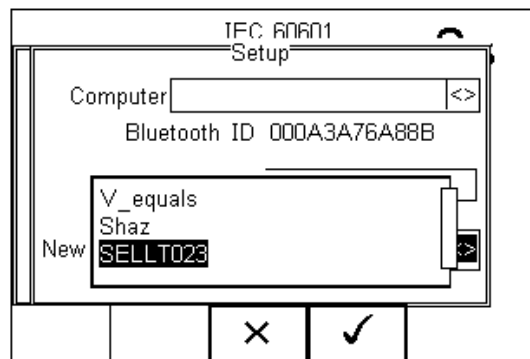 IEC 60601
Setup
Computer <>
Bluetooth ID 000A3A76A88B
V_equals
Shaz
New SELLT023 <>